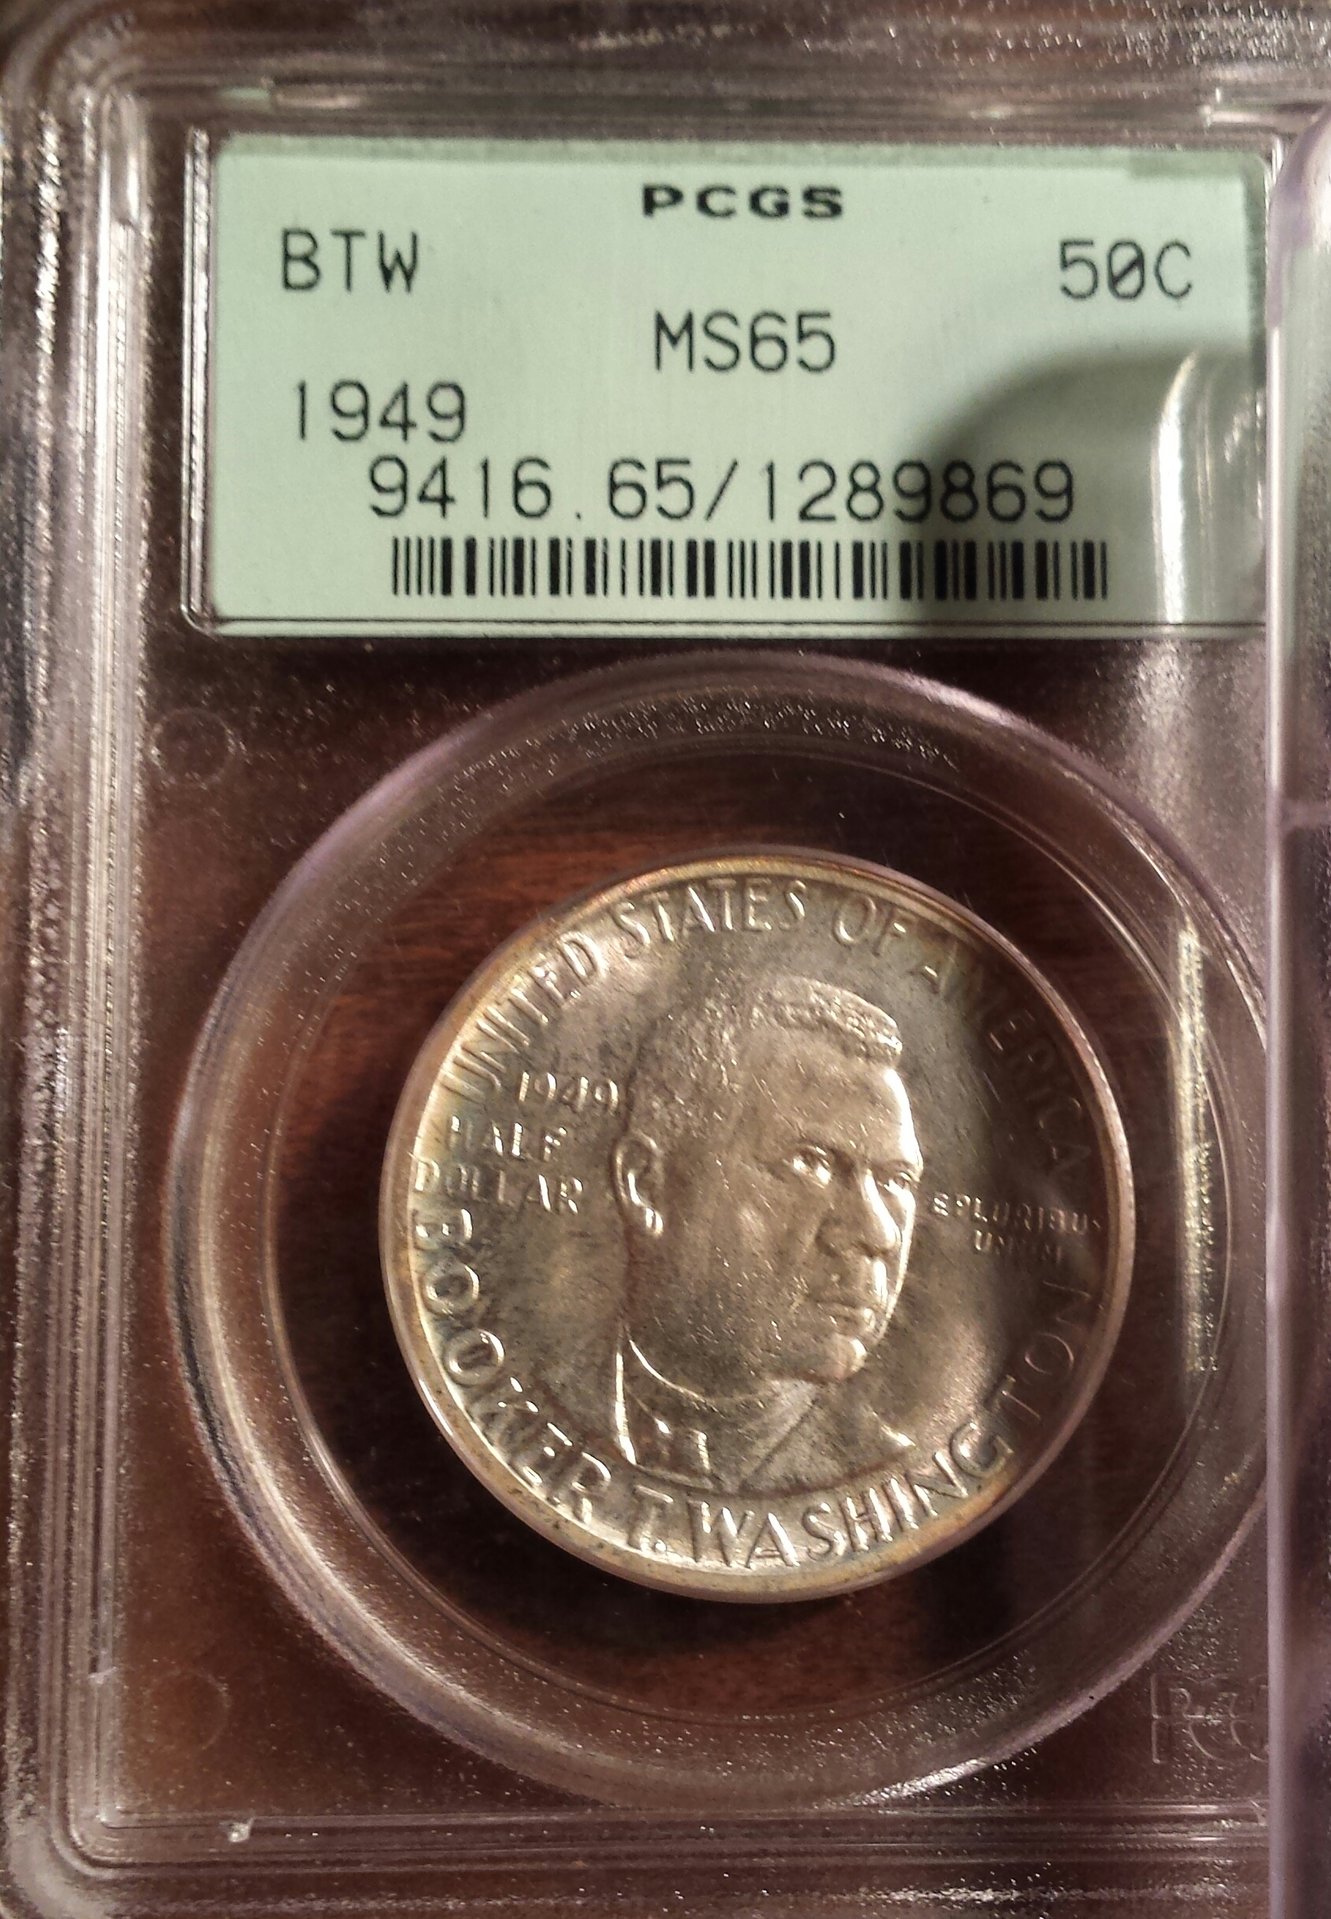 PCGS
BTW 50C
MS65
1949
9416.65/1289869
UNITED STATES OF AMERICA
1949
HALF
DOLLAR
E PLURIBUS
UNUM
BOOKER T. WASHINGTON